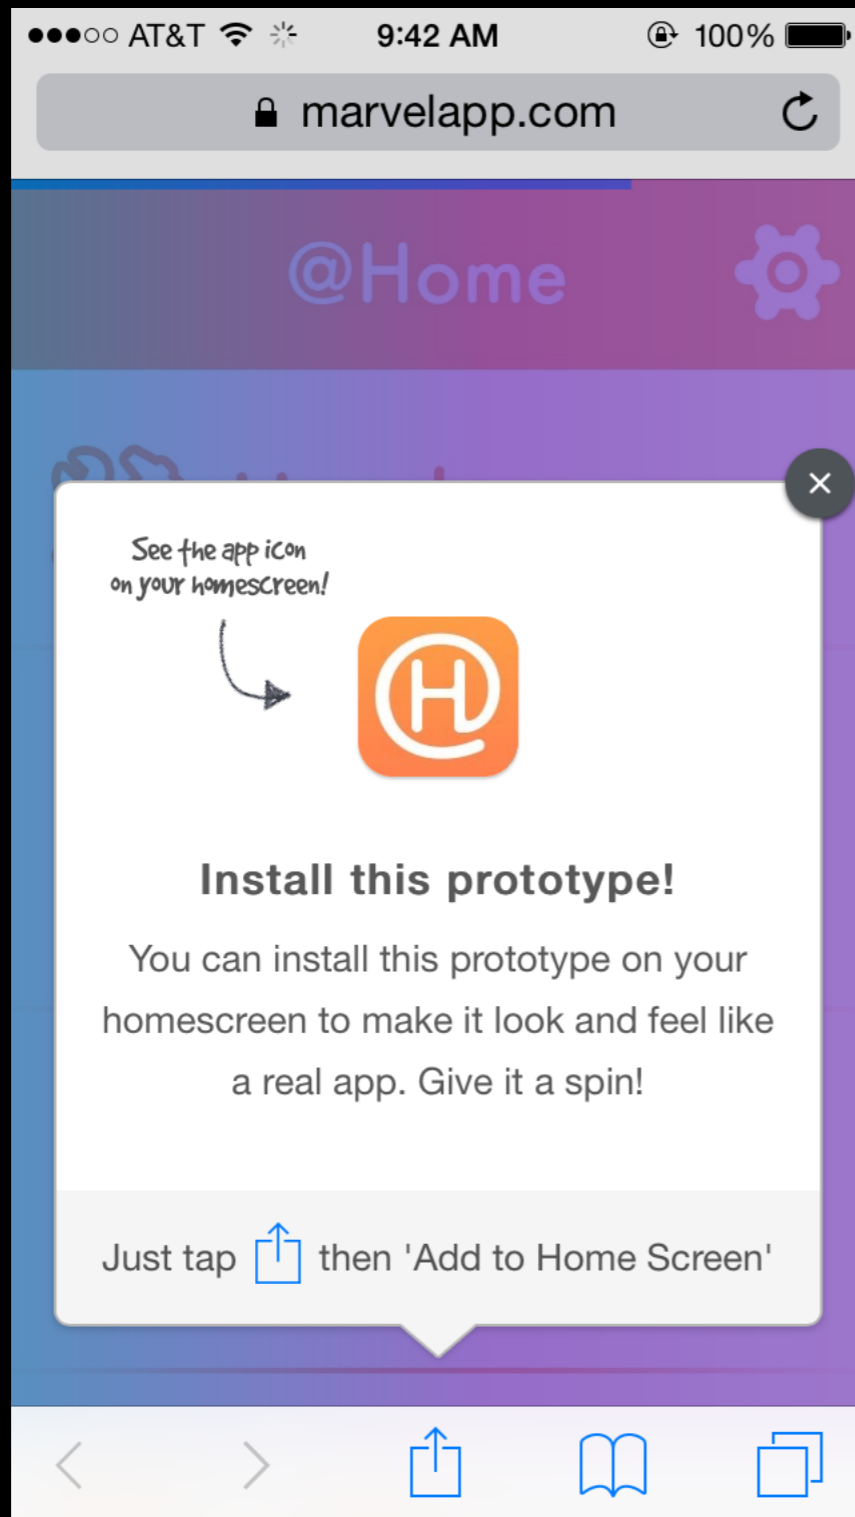 AT&T 9:42 AM 100%
marvelapp.com
@Home
See the app icon
on your homescreen!
Install this prototype!
You can install this prototype on your
homescreen to make it look and feel like
a real app. Give it a spin!
Just tap then 'Add to Home Screen'